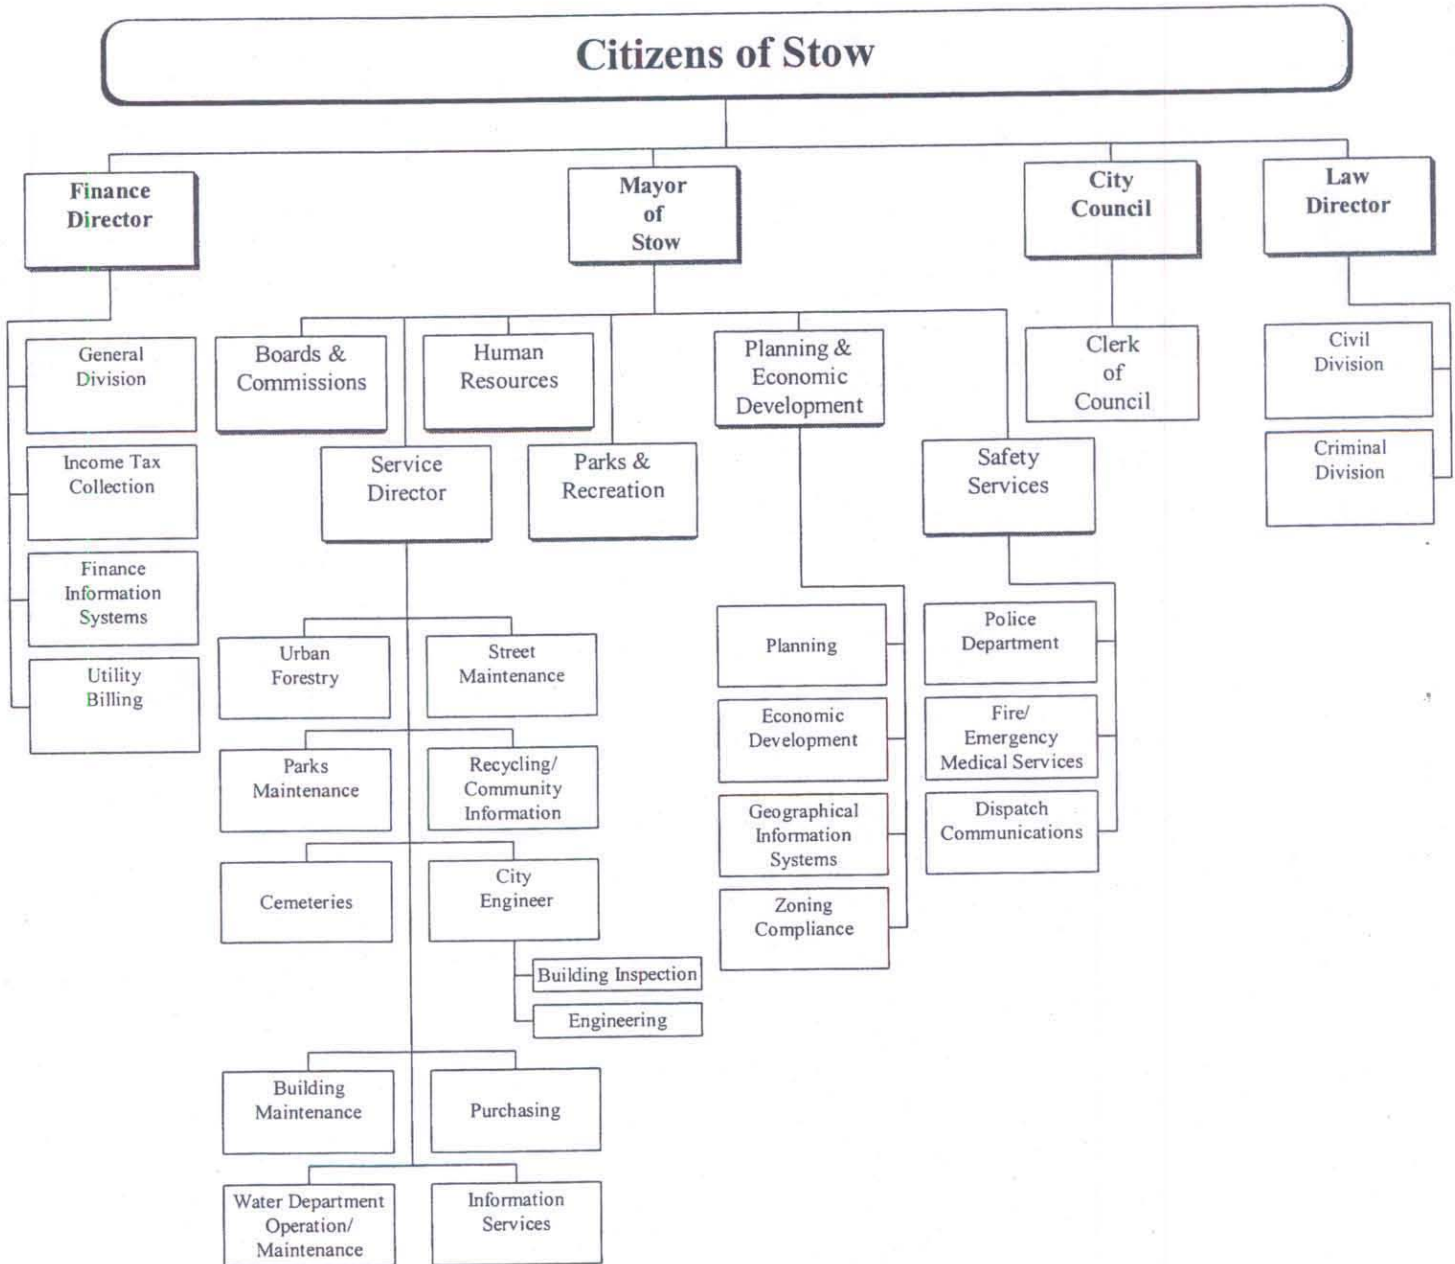 Citizens of Stow
Finance
Director
Mayor
of
Stow
City
Council
Law
Director
General
Division
Income Tax
Collection
Finance
Information
Systems
Utility
Billing
Boards &
Commissions
Human
Resources
Service
Director
Parks &
Recreation
Planning &
Economic
Development
Safety
Services
Clerk
of
Council
Civil
Division
Criminal
Division
Urban
Forestry
Street
Maintenance
Parks
Maintenance
Recycling/
Community
Information
Cemeteries
City
Engineer
Building Inspection
Engineering
Building
Maintenance
Purchasing
Water Department
Operation/
Maintenance
Information
Services
Planning
Economic
Development
Geographical
Information
Systems
Zoning
Compliance
Police
Department
Fire/
Emergency
Medical Services
Dispatch
Communications